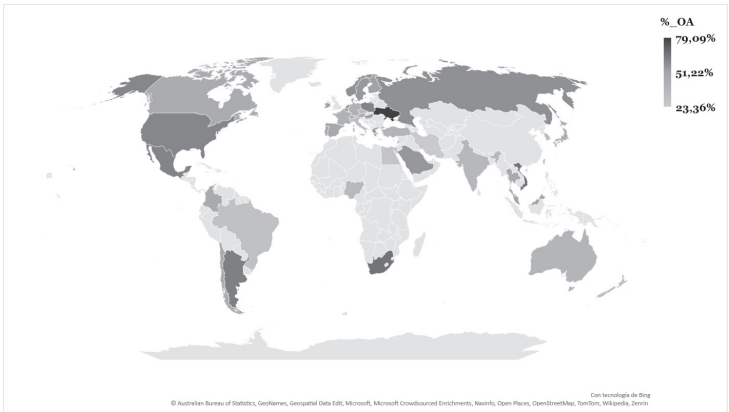 %_OA
79,09%
51,22%
23,36%
Con tecnología de Bing
© Australian Bureau of Statistics, GeoNames, Geospatial Data Edit, Microsoft, Microsoft Crowdsourced Enrichments, Navinfo, Open Places, OpenStreetMap, TomTom, Wikipedia, Zenrin